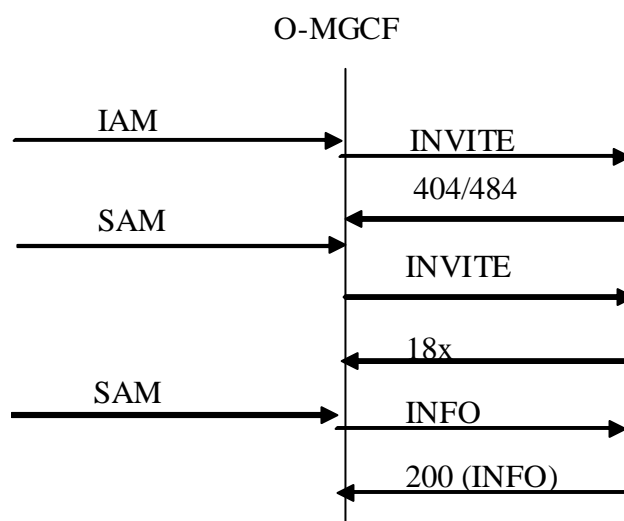 O-MGCF
IAM
INVITE
404/484
SAM
INVITE
18x
SAM
INFO
200 (INFO)